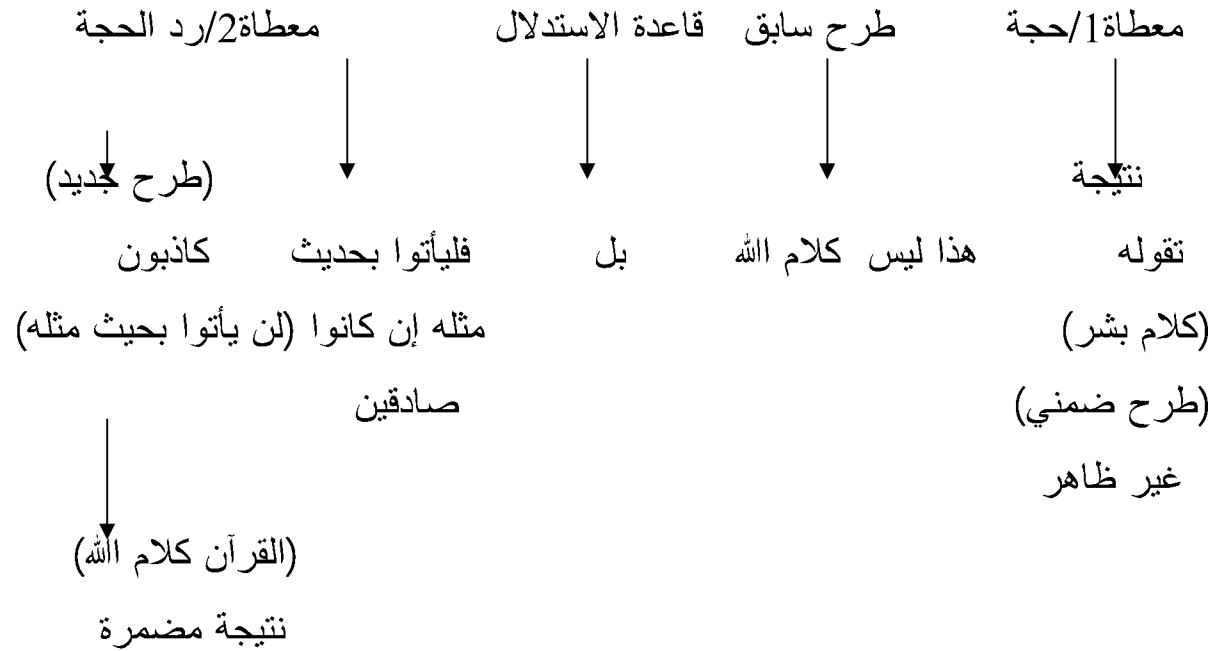 معطاة1/حجة طرح سابق قاعدة الاستدلال معطاة2/رد الحجة
نتيجة (طرح جديد)
تقوله هذا ليس كلام االله بل فليأتوا بحديث كاذبون
(كلام بشر) مثله إن كانوا (لن يأتوا بحيث مثله)
(طرح ضمني) صادقين
غير ظاهر
(القرآن كلام االله)
نتيجة مضمرة